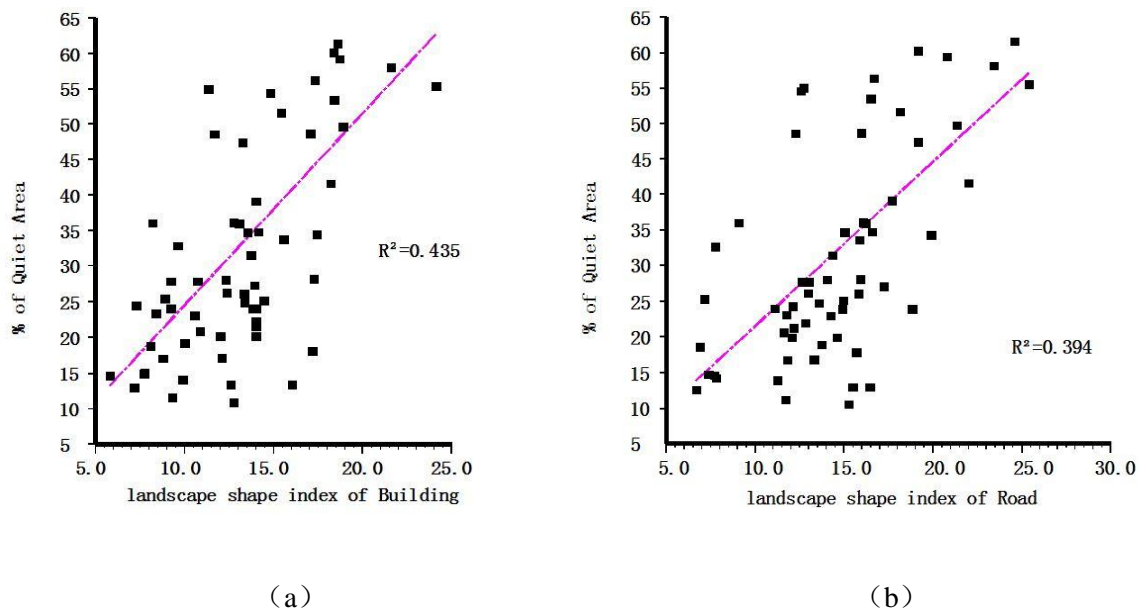 65
60
55
50
45
40
35
30
25
20
15
10
5
% of Quiet Area
R²=0.435
5.0 10.0 15.0 20.0 25.0
landscape shape index of Building
(a)
65
60
55
50
45
40
35
30
25
20
15
10
5
% of Quiet Area
R²=0.394
5.0 10.0 15.0 20.0 25.0 30.0
landscape shape index of Road
(b)